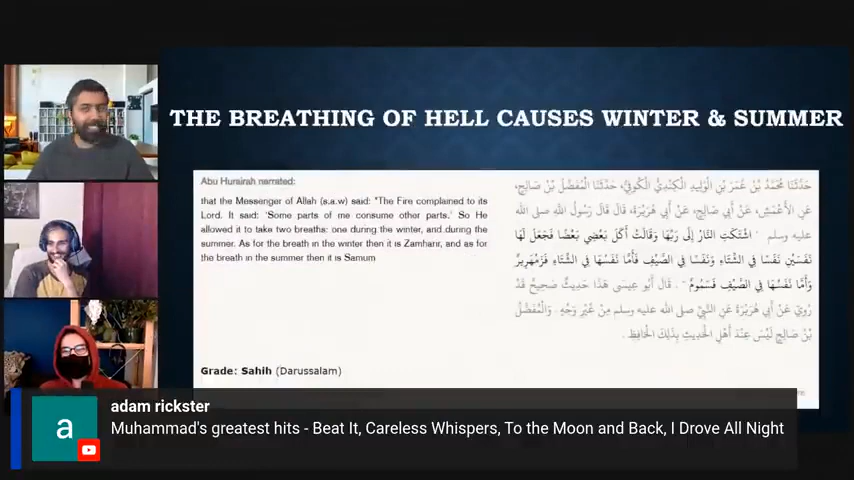 THE BREATHING OF HELL CAUSES WINTER & SUMMER
Abu Hurairah narrated:
that the Messenger of Allah (s.a.w) said: "The Fire complained to its
Lord. It said: 'Some parts of me consume other parts.' So He
allowed it to take two breaths: one during the winter, and during the
summer. As for the breath in the winter then it is Zamharir, and as for
the breath in the summer then it is Samum
Grade: Sahih (Darussalam)
حَدَّثَنَا مُحَمَّدُ بْنُ عُمَرَ بْنِ الْوَلِيدِ الْكِنْدِيُّ الْكُوفِيُّ، حَدَّثَنَا الْمُفَضَّلُ بْنُ صَالِحٍ،
عَنِ الأَعْمَشِ، عَنْ أَبِي صَالِحٍ، عَنْ أَبِي هُرَيْرَةَ، قَالَ قَالَ رَسُولُ اللَّهِ صلى الله
عليه وسلم " اشْتَكَتِ النَّارُ إِلَى رَبِّهَا وَقَالَتْ أَكَلَ بَعْضِي بَعْضًا فَجَعَلَ لَهَا
نَفَسَيْنِ نَفَسًا فِي الشِّتَاءِ وَنَفَسًا فِي الصَّيْفِ فَأَمَّا نَفَسُهَا فِي الشِّتَاءِ فَزَمْهَرِيرٌ
وَأَمَّا نَفَسُهَا فِي الصَّيْفِ فَسَمُومٌ " . قَالَ أَبُو عِيسَى هَذَا حَدِيثٌ صَحِيحٌ قَدْ
رُوِيَ عَنْ أَبِي هُرَيْرَةَ عَنِ النَّبِيِّ صلى الله عليه وسلم مِنْ غَيْرِ وَجْهٍ . وَالْمُفَضَّلُ
بْنُ صَالِحٍ لَيْسَ عِنْدَ أَهْلِ الْحَدِيثِ بِذَلِكَ الْحَافِظِ .
a
adam rickster
Muhammad's greatest hits - Beat It, Careless Whispers, To the Moon and Back, I Drove All Night